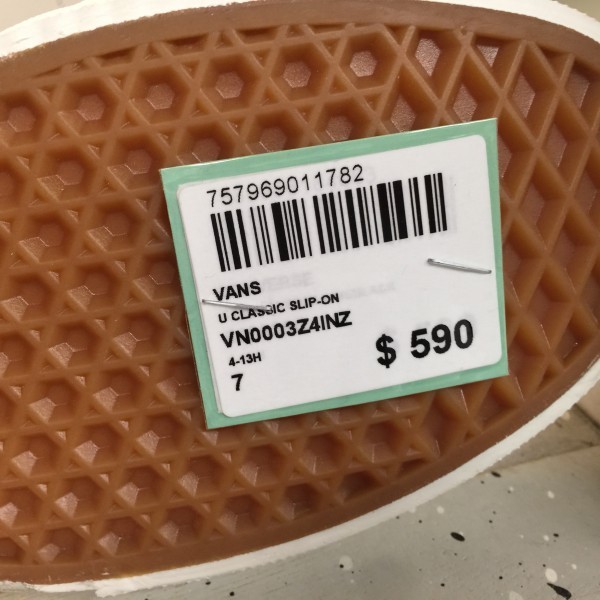 757969011782
VANS
U CLASSIC SLIP-ON
VN0003Z4INZ
4-13H
7
$ 590